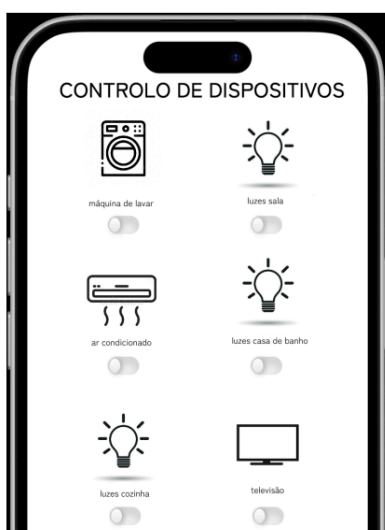 CONTROLO DE DISPOSITIVOS
máquina de lavar
luzes sala
ar condicionado
luzes casa de banho
luzes cozinha
televisão